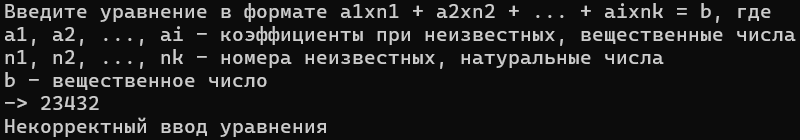 Введите уравнение в формате a1xn1 + a2xn2 + ... + aixnk = b, где
a1, a2, ..., ai - коэффициенты при неизвестных, вещественные числа
n1, n2, ..., nk - номера неизвестных, натуральные числа
b - вещественное число
-> 23432
Некорректный ввод уравнения